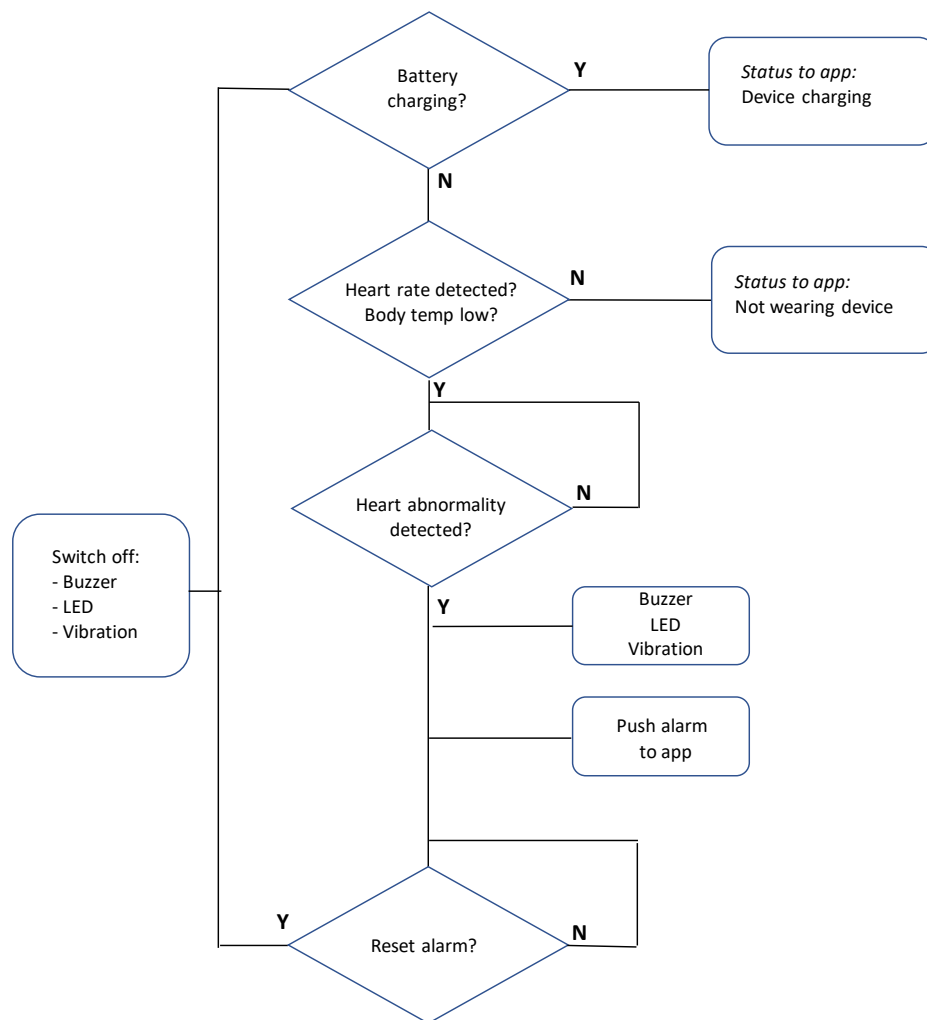 Battery
charging?
Y
Status to app:
Device charging
N
Heart rate detected?
Body temp low?
N
Status to app:
Not wearing device
Y
Heart abnormality
detected?
N
Switch off:
- Buzzer
- LED
- Vibration
Y
Buzzer
LED
Vibration
Push alarm
to app
Y
Reset alarm?
N